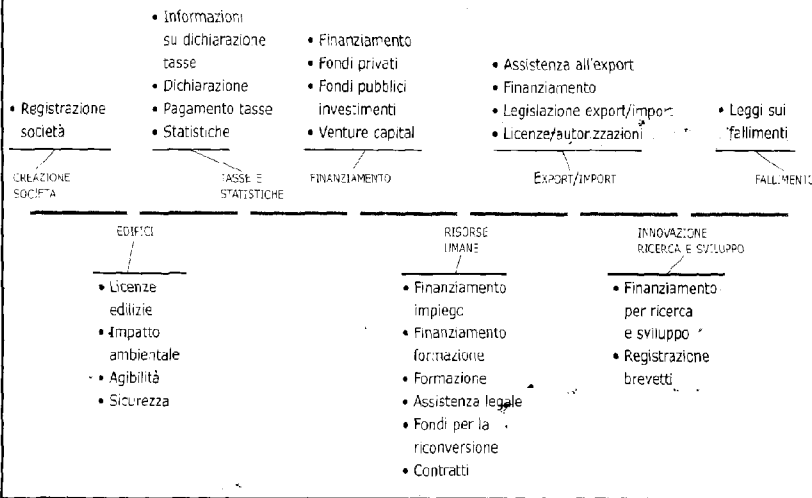 • Registrazione
società
CREAZIONE
SOCIETÀ
• Informazioni
su dichiarazione
tasse
• Dichiarazione
• Pagamento tasse
• Statistiche
TASSE E
STATISTICHE
• Finanziamento
• Fondi privati
• Fondi pubblici
investimenti
• Venture capital
FINANZIAMENTO
• Assistenza all'export
• Finanziamento
• Legislazione export/import
• Licenze/autorizzazioni
EXPORT/IMPORT
• Leggi sui
fallimenti
FALLIMENTO
EDIFICI
• Licenze
edilizie
• Impatto
ambientale
• Agibilità
• Sicurezza
RISORSE
UMANE
• Finanziamento
impiego
• Finanziamento
formazione
• Formazione
• Assistenza legale
• Fondi per la
riconversione
• Contratti
INNOVAZIONE
RICERCA E SVILUPPO
• Finanziamento
per ricerca
e sviluppo
• Registrazione
brevetti